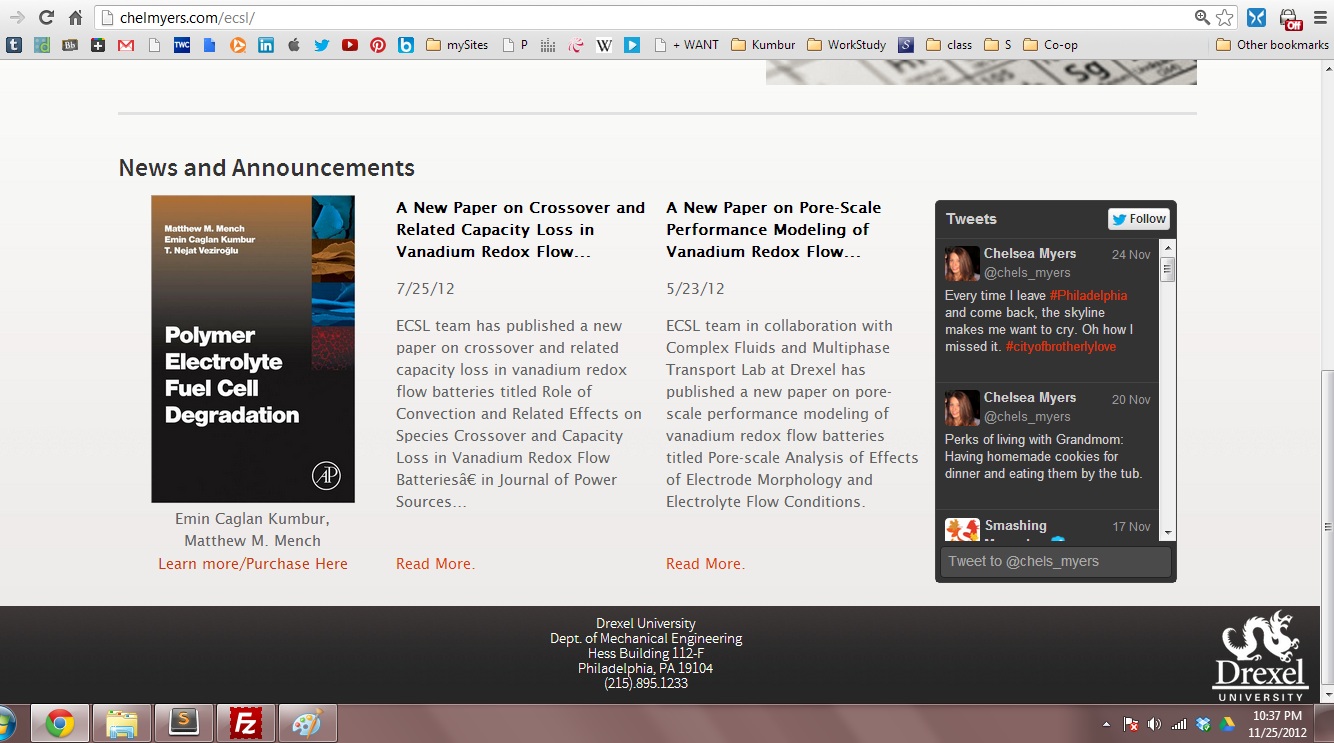 chelmyers.com/ecsl/
Off
t
Bb
TWC
in
mySites
P
W
+ WANT
Kumbur
WorkStudy
S
class
S
Co-op
Other bookmarks
Sg
News and Announcements
Matthew M. Mench
Emin Caglan Kumbur
T. Nejat Veziroğlu
Polymer
Electrolyte
Fuel Cell
Degradation
AP
Emin Caglan Kumbur,
Matthew M. Mench
Learn more/Purchase Here
A New Paper on Crossover and
Related Capacity Loss in
Vanadium Redox Flow...
7/25/12
ECSL team has published a new
paper on crossover and related
capacity loss in vanadium redox
flow batteries titled Role of
Convection and Related Effects on
Species Crossover and Capacity
Loss in Vanadium Redox Flow
Batteriesâ€ in Journal of Power
Sources...
Read More.
A New Paper on Pore-Scale
Performance Modeling of
Vanadium Redox Flow...
5/23/12
ECSL team in collaboration with
Complex Fluids and Multiphase
Transport Lab at Drexel has
published a new paper on pore-
scale performance modeling of
vanadium redox flow batteries
titled Pore-scale Analysis of Effects
of Electrode Morphology and
Electrolyte Flow Conditions.
Read More.
Tweets
Follow
Chelsea Myers 24 Nov
@chels_myers
Every time I leave #Philadelphia
and come back, the skyline
makes me want to cry. Oh how I
missed it. #cityofbrotherlylove
Chelsea Myers 20 Nov
@chels_myers
Perks of living with Grandmom:
Having homemade cookies for
dinner and eating them by the tub.
Smashing 17 Nov
Tweet to @chels_myers
Drexel University
Dept. of Mechanical Engineering
Hess Building 112-F
Philadelphia, PA 19104
(215).895.1233
Drexel
UNIVERSITY
S
Fz
10:37 PM
11/25/2012